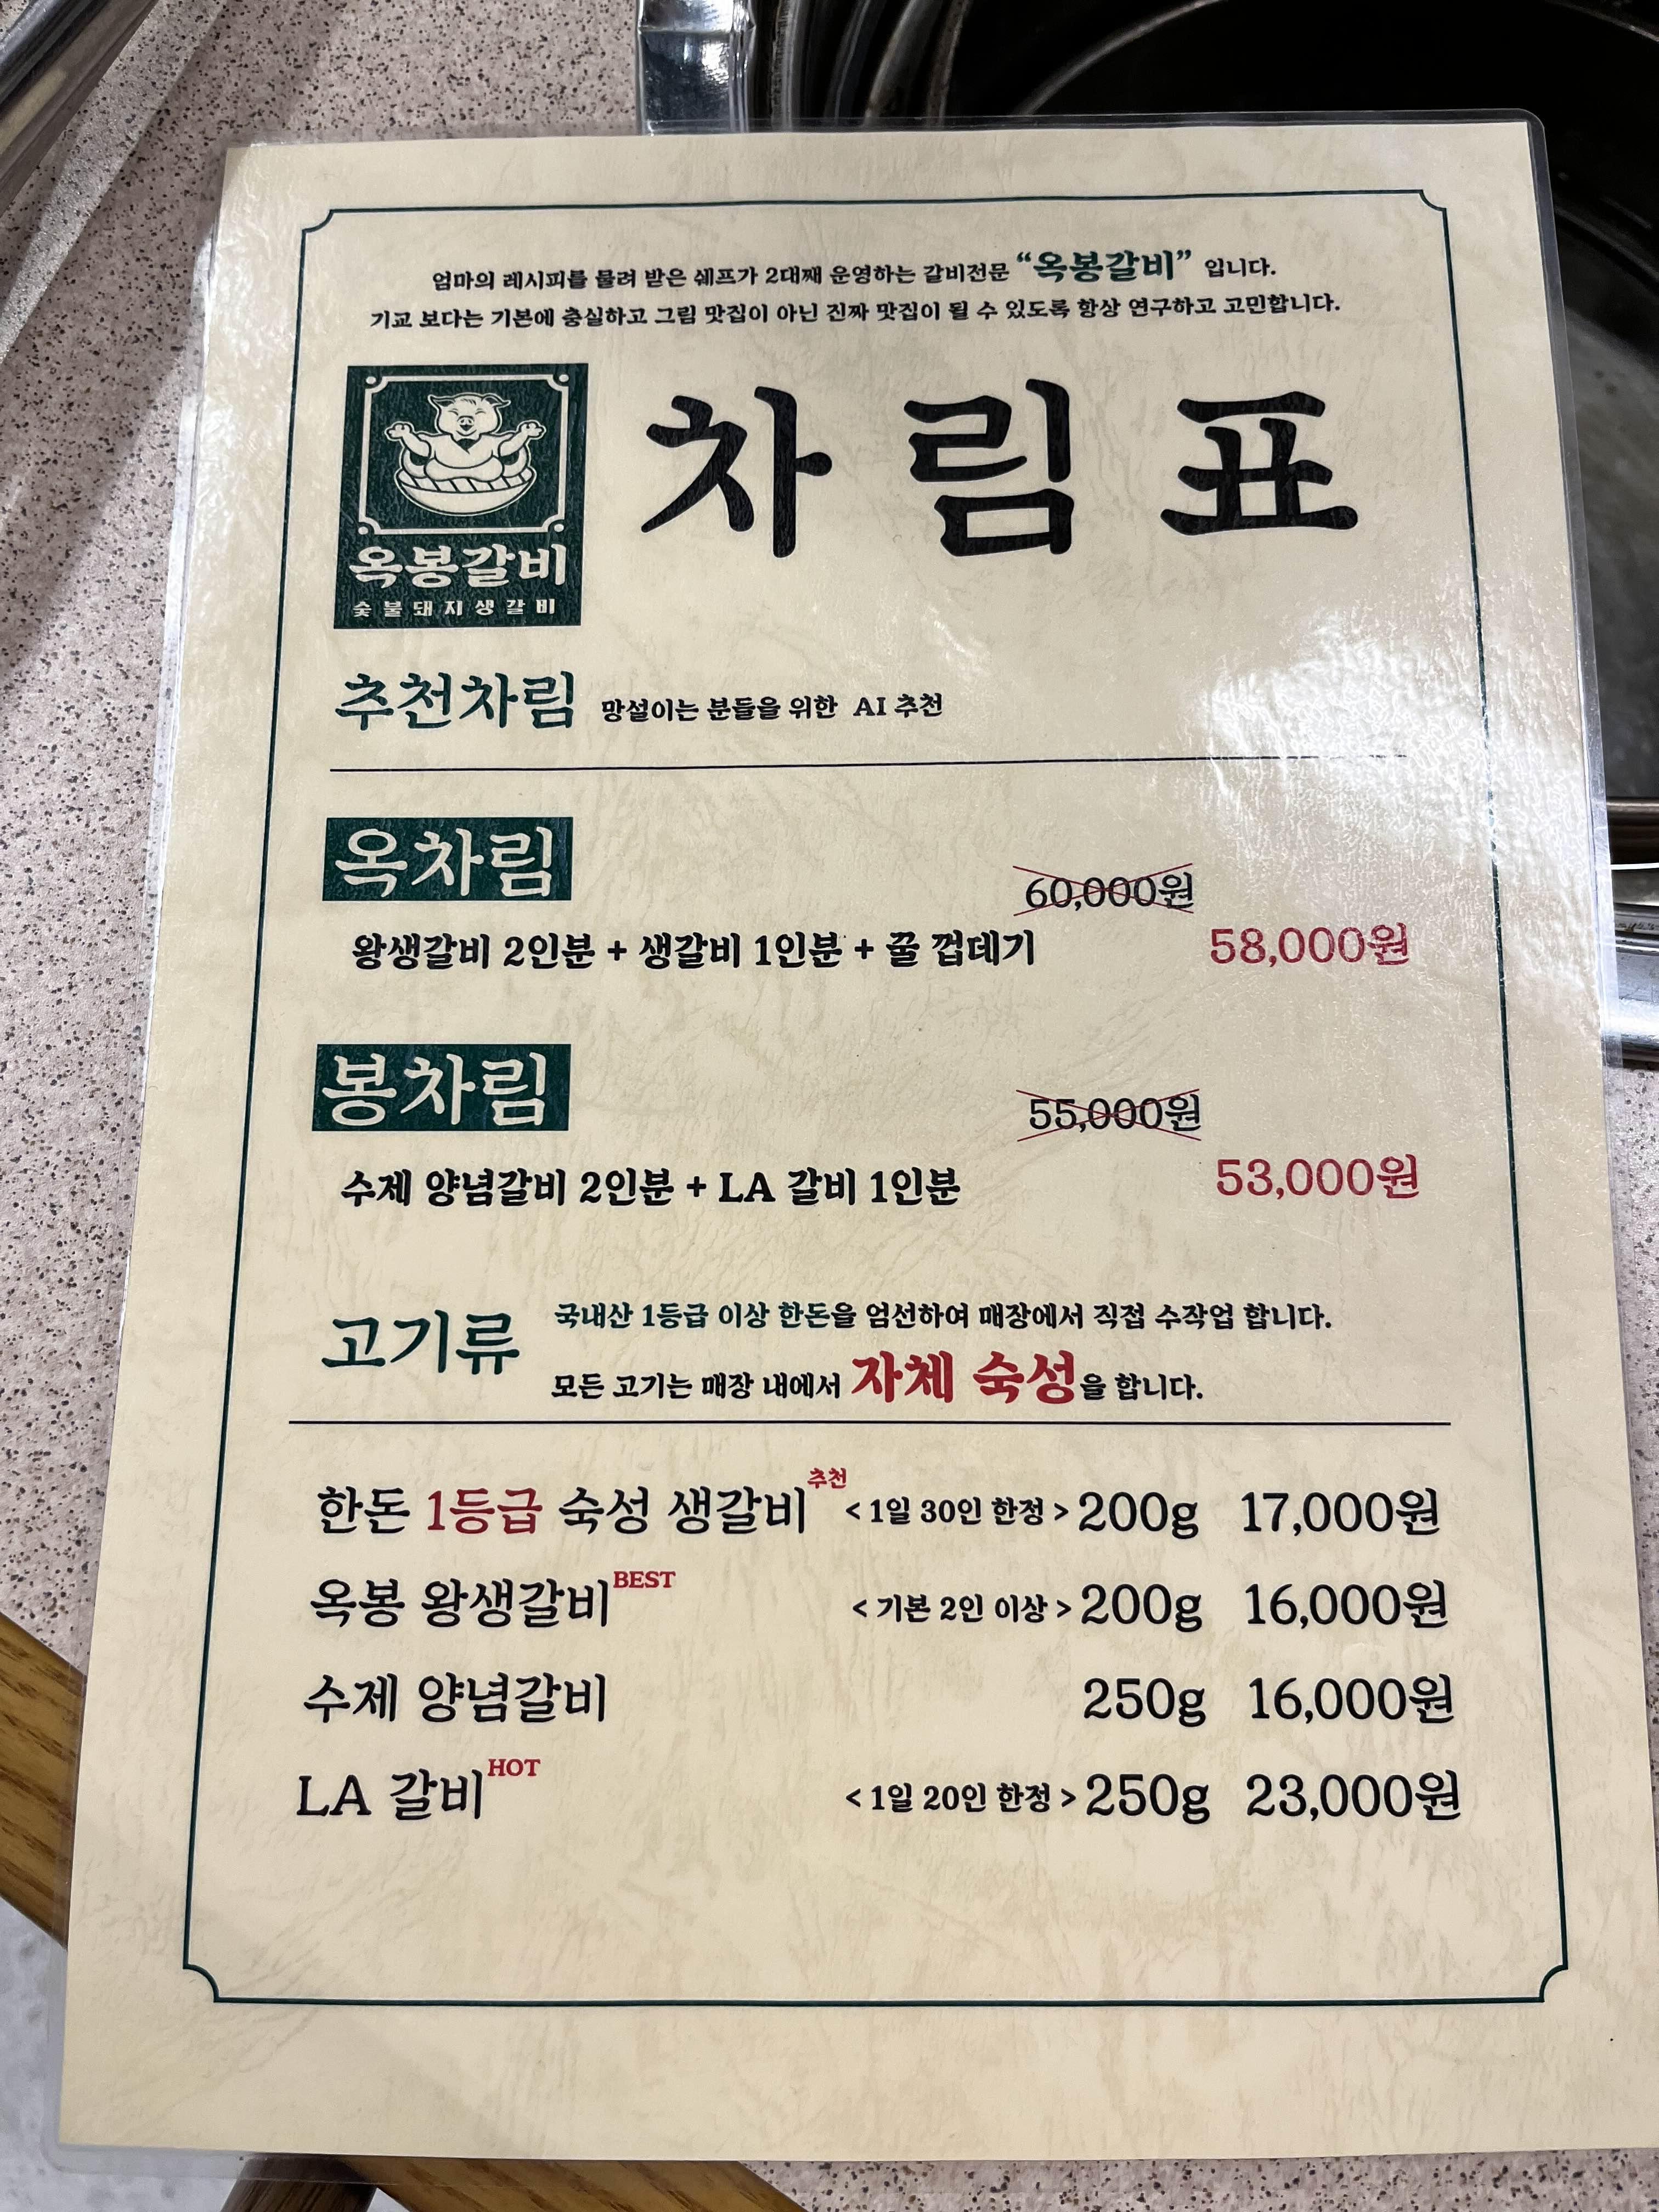 엄마의 레시피를 물려 받은 쉐프가 2대째 운영하는 갈비전문 “옥봉갈비” 입니다.
기교 보다는 기본에 충실하고 그림 맛집이 아닌 진짜 맛집이 될 수 있도록 항상 연구하고 고민합니다.
차림표
옥봉갈비
숯불돼지생갈비
추천차림 망설이는 분들을 위한 AI 추천
옥차림
60,000원
왕생갈비 2인분 + 생갈비 1인분 + 꿀 껍데기 58,000원
봉차림
55,000원
수제 양념갈비 2인분 + LA 갈비 1인분 53,000원
고기류 국내산 1등급 이상 한돈을 엄선하여 매장에서 직접 수작업 합니다.
모든 고기는 매장 내에서 자체 숙성을 합니다.
한돈 1등급 숙성 생갈비 추천 < 1일 30인 한정 > 200g 17,000원
옥봉 왕생갈비 BEST < 기본 2인 이상 > 200g 16,000원
수제 양념갈비 250g 16,000원
LA 갈비 HOT < 1일 20인 한정 > 250g 23,000원